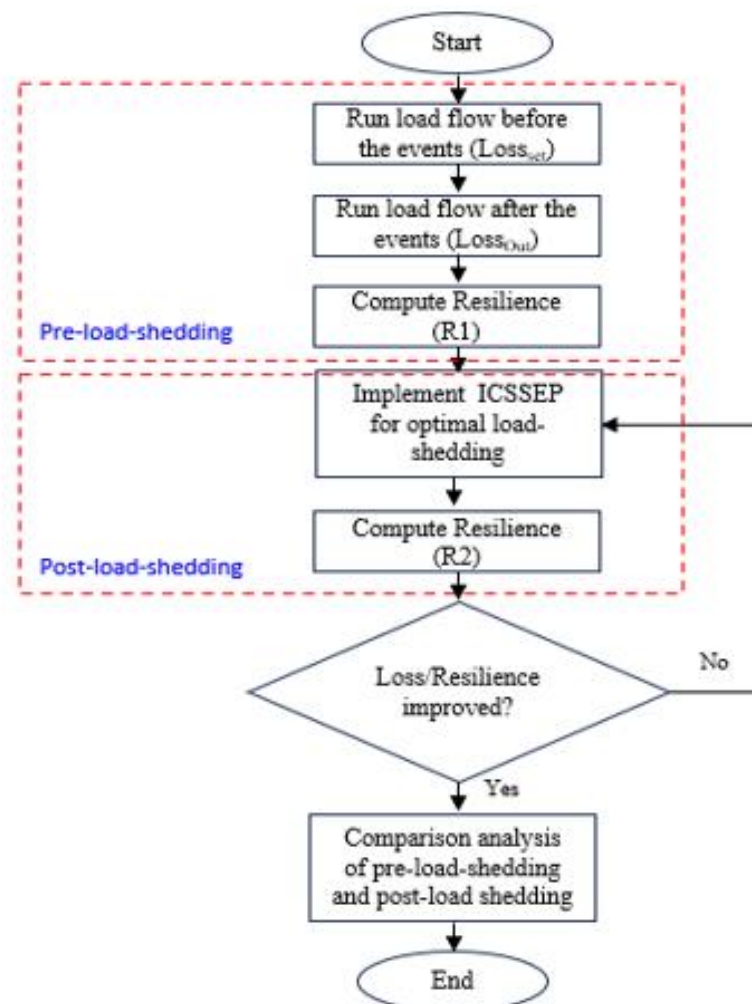 Start
Run load flow before
the events (Loss_set)
Run load flow after the
events (Loss_Out)
Compute Resilience
(R1)
Pre-load-shedding
Implement ICSSEP
for optimal load-
shedding
Compute Resilience
(R2)
Post-load-shedding
Loss/Resilience
improved?
No
Yes
Comparison analysis
of pre-load-shedding
and post-load shedding
End